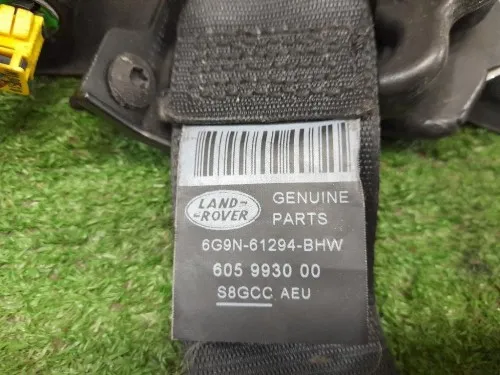 LAND-
-ROVER
GENUINE
PARTS
6G9N-61294-BHW
605 9930 00
S8GCC AEU